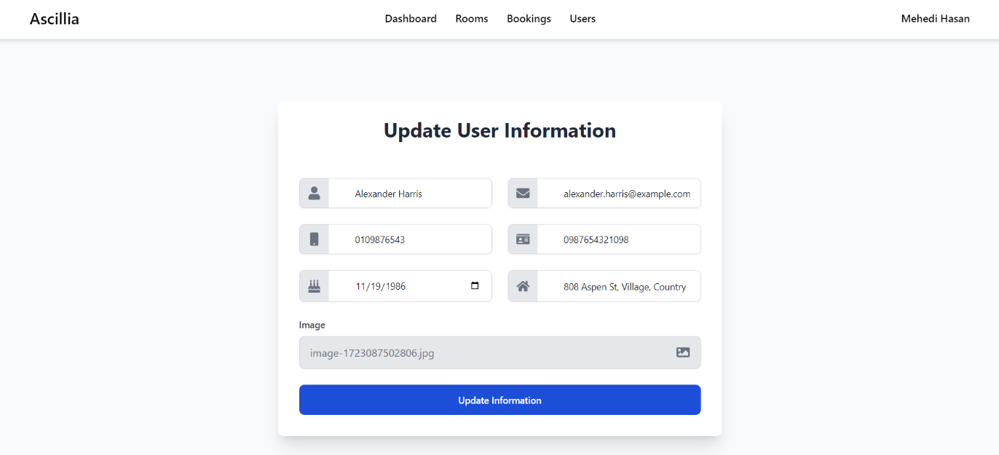 Ascillia
Dashboard Rooms Bookings Users
Mehedi Hasan
Update User Information
Alexander Harris
alexander.harris@example.com
0109876543
0987654321098
11/19/1986
808 Aspen St, Village, Country
Image
image-1723087502806.jpg
Update Information